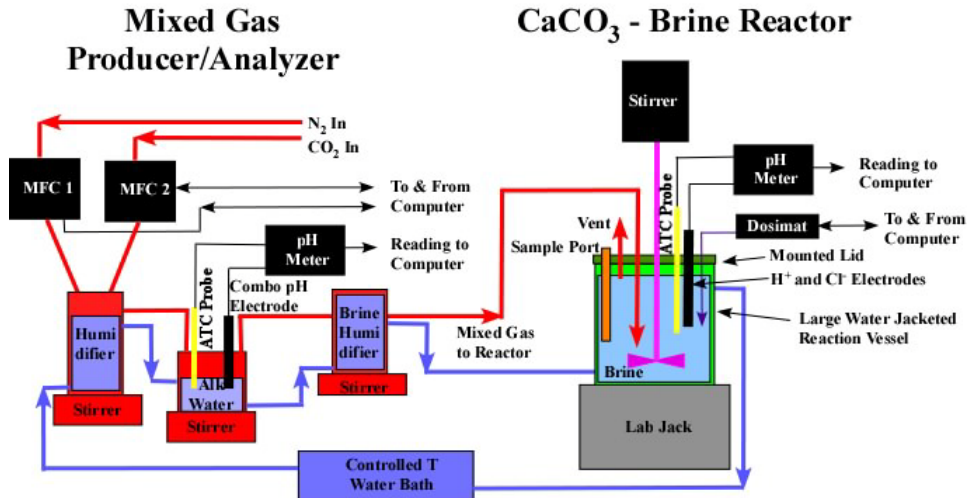 Mixed Gas
Producer/Analyzer
CaCO₃ - Brine Reactor
N₂ In
CO₂ In
MFC 1
MFC 2
To & From
Computer
pH
Meter
Reading to
Computer
ATC Probe
Combo pH
Electrode
Humi
difier
Stirrer
Alk
Water
Stirrer
Brine
Humi
difier
Stirrer
Mixed Gas
to Reactor
Controlled T
Water Bath
Stirrer
Vent
Sample Port
ATC Probe
pH
Meter
Reading to
Computer
Dosimat
To & From
Computer
Mounted Lid
H⁺ and Cl⁻ Electrodes
Large Water Jacketed
Reaction Vessel
Brine
Lab Jack